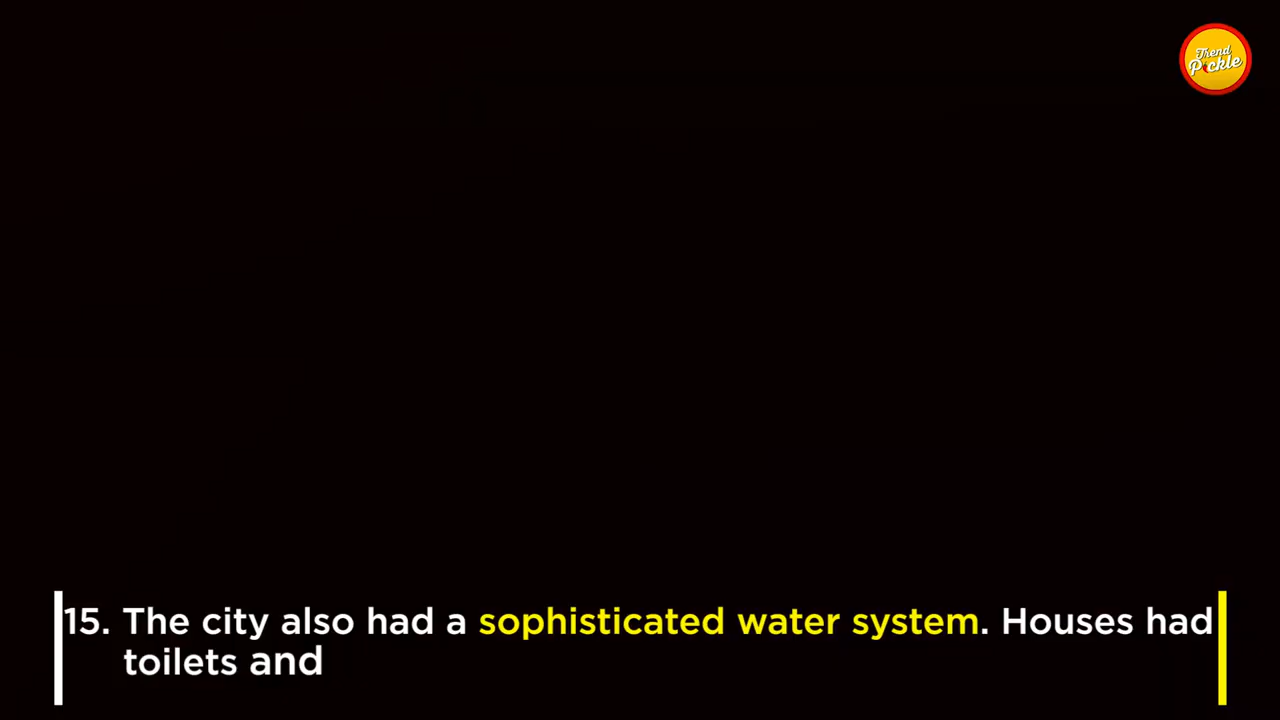 Trend
Pickle
15. The city also had a sophisticated water system. Houses had
toilets and